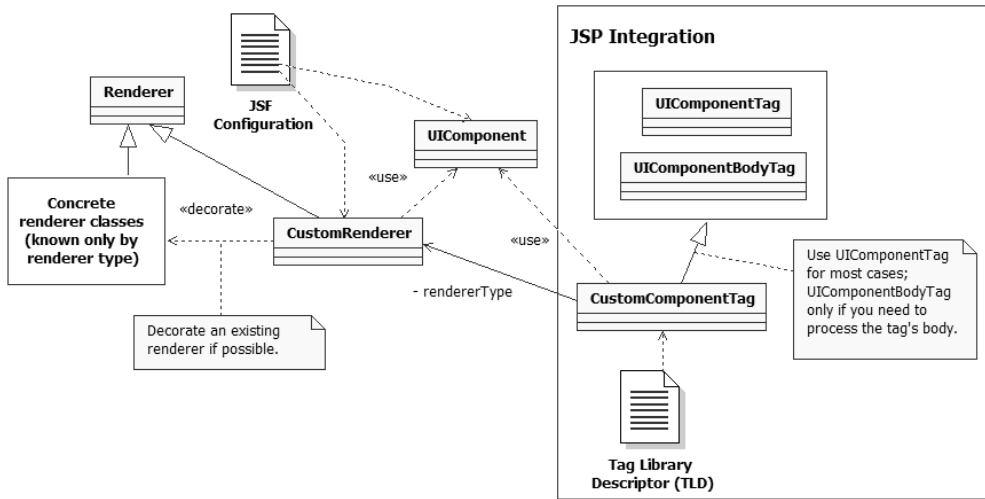 JSP Integration
JSF
Configuration
Renderer
UIComponent
UIComponentTag
UIComponentBodyTag
Concrete
renderer classes
(known only by
renderer type)
«decorate»
«use»
CustomRenderer
«use»
- rendererType
CustomComponentTag
Use UIComponentTag
for most cases;
UIComponentBodyTag
only if you need to
process the tag's body.
Decorate an existing
renderer if possible.
Tag Library
Descriptor (TLD)